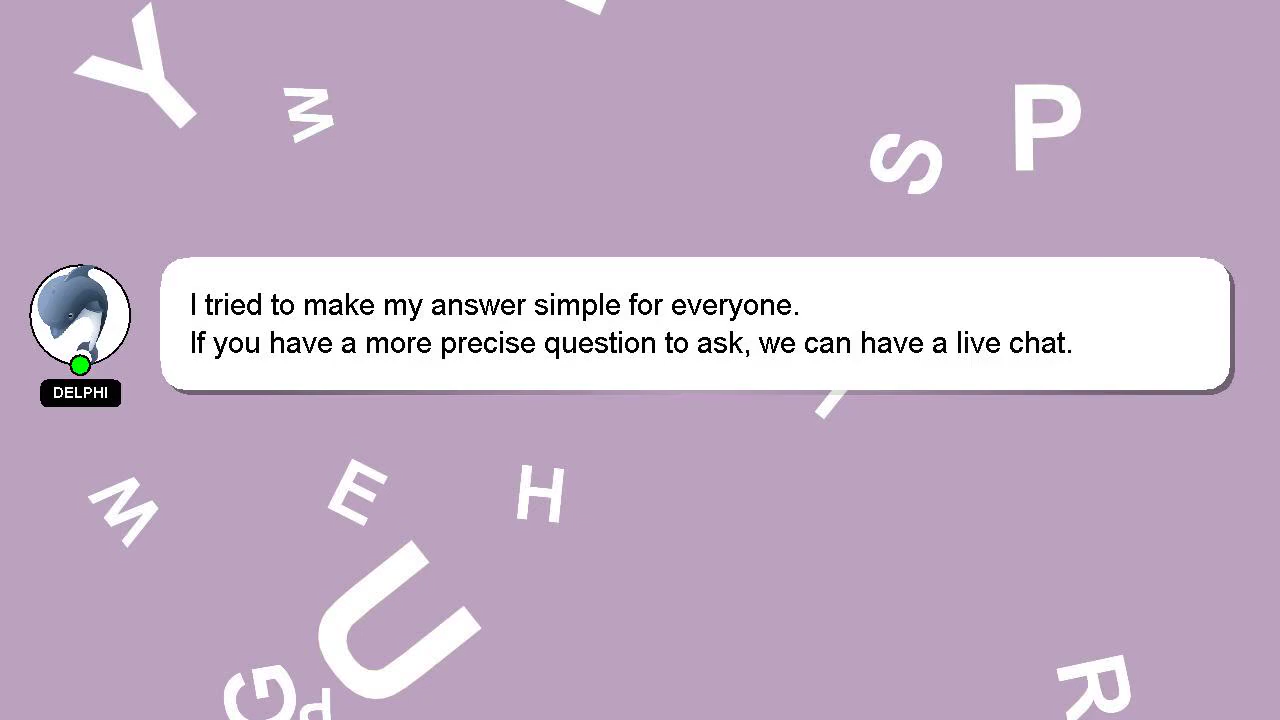 Y
W
S
P
I tried to make my answer simple for everyone.
If you have a more precise question to ask, we can have a live chat.
DELPHI
W
E
H
U
G
R